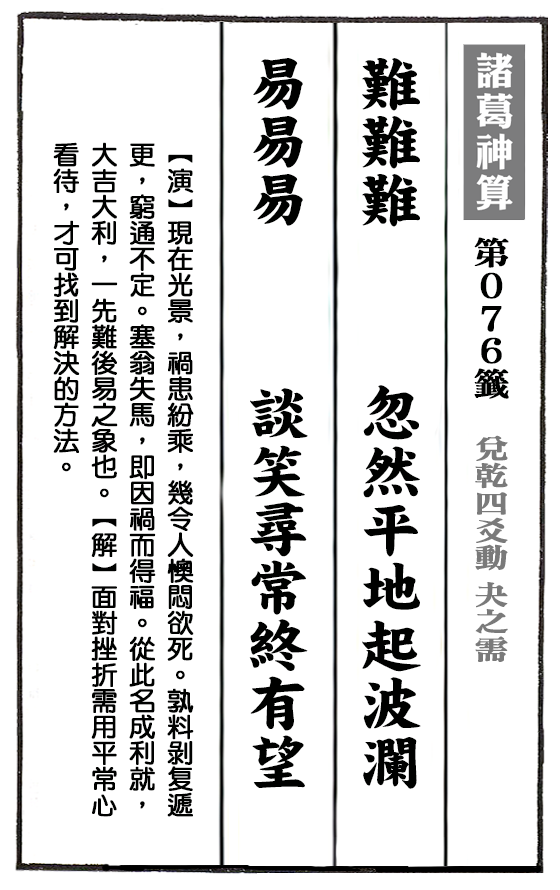 諸葛神算 第076籤 兌乾四爻動 夬之需
難難難 忽然平地起波瀾
易易易 談笑尋常終有望
【演】現在光景，禍患紛乘，幾令人懊悶欲死。孰料剝复遞
更，窮通不定。塞翁失馬，即因禍而得福。從此名成利就，
大吉大利，一先難後易之象也。【解】面對挫折需用平常心
看待，才可找到解決的方法。